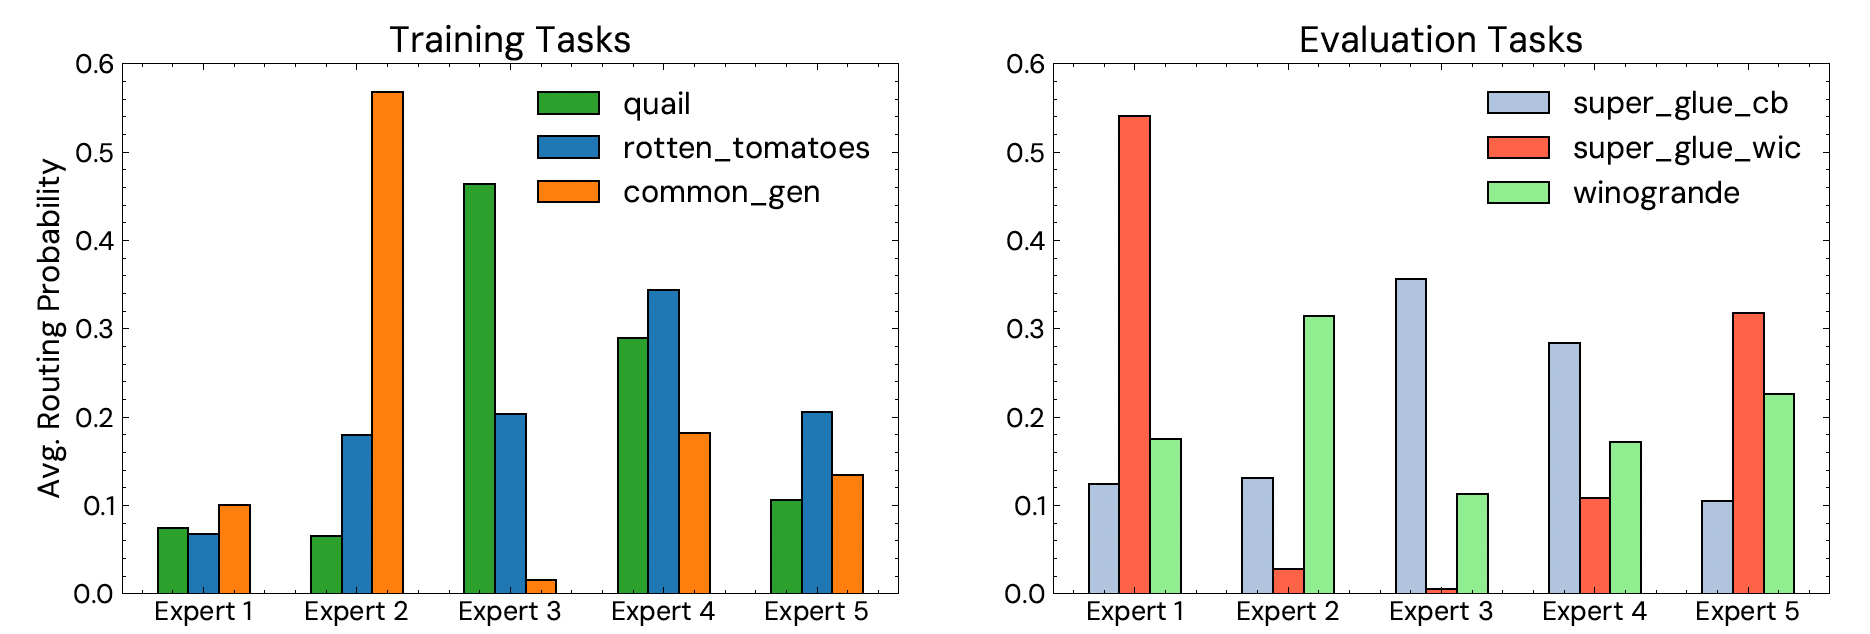 Training Tasks
Avg. Routing Probability
0.6
0.5
0.4
0.3
0.2
0.1
0.0
quail
rotten_tomatoes
common_gen
Expert 1
Expert 2
Expert 3
Expert 4
Expert 5
Evaluation Tasks
0.6
0.5
0.4
0.3
0.2
0.1
0.0
super_glue_cb
super_glue_wic
winogrande
Expert 1
Expert 2
Expert 3
Expert 4
Expert 5